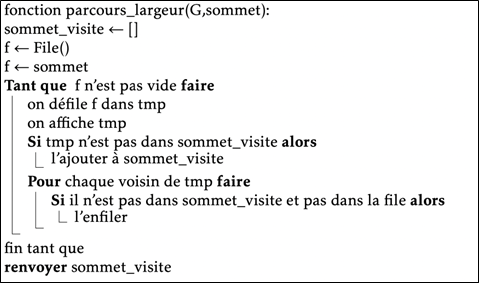 fonction parcours_largeur(G,sommet):
sommet_visite ← []
f ← File()
f ← sommet
Tant que f n’est pas vide faire
on défile f dans tmp
on affiche tmp
Si tmp n’est pas dans sommet_visite alors
l’ajouter à sommet_visite
Pour chaque voisin de tmp faire
Si il n’est pas dans sommet_visite et pas dans la file alors
l’enfiler
fin tant que
renvoyer sommet_visite